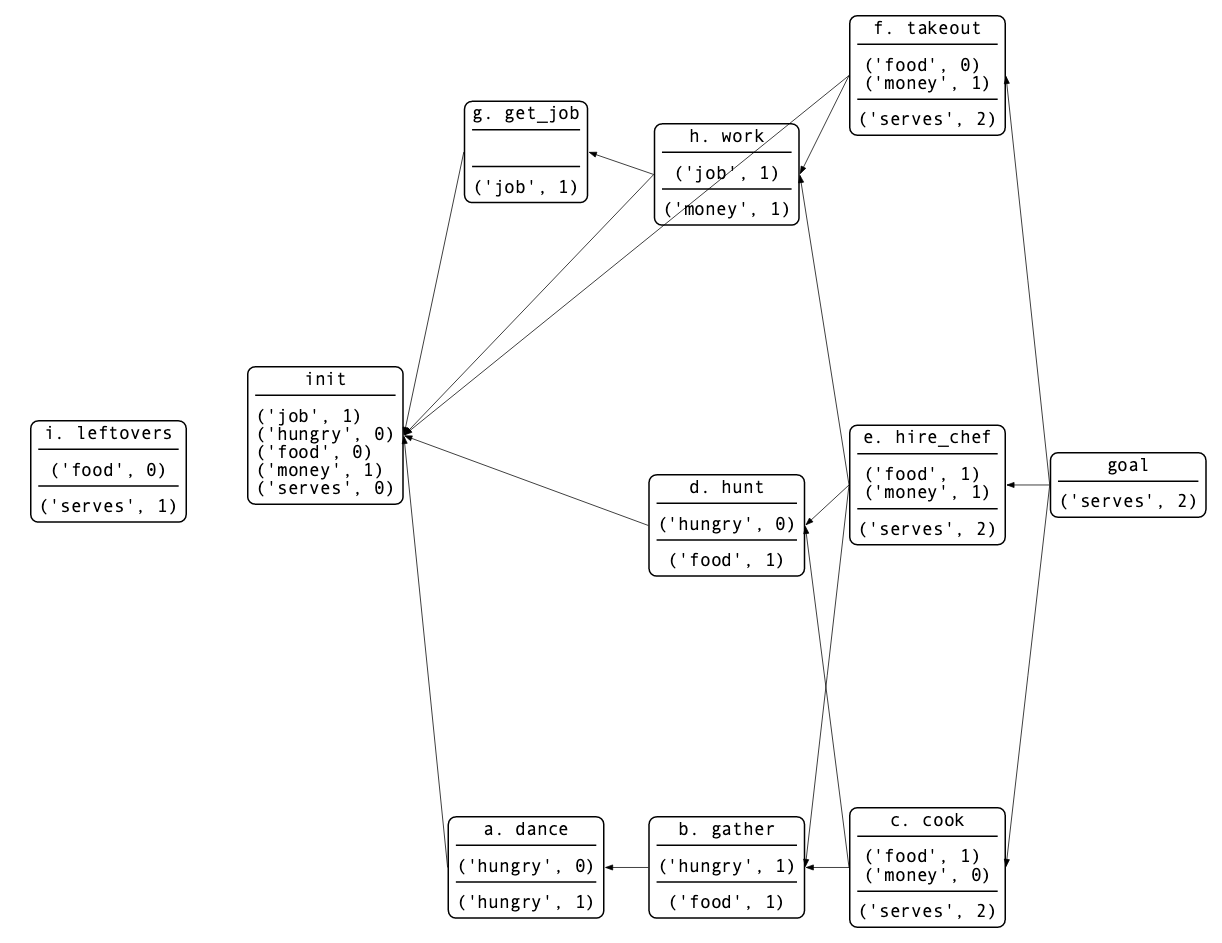 f. takeout
('food', 0)
('money', 1)
('serves', 2)
g. get_job
('job', 1)
h. work
('job', 1)
('money', 1)
init
('job', 1)
('hungry', 0)
('food', 0)
('money', 1)
('serves', 0)
i. leftovers
('food', 0)
('serves', 1)
d. hunt
('hungry', 0)
('food', 1)
e. hire_chef
('food', 1)
('money', 1)
('serves', 2)
goal
('serves', 2)
a. dance
('hungry', 0)
('hungry', 1)
b. gather
('hungry', 1)
('food', 1)
c. cook
('food', 1)
('money', 0)
('serves', 2)